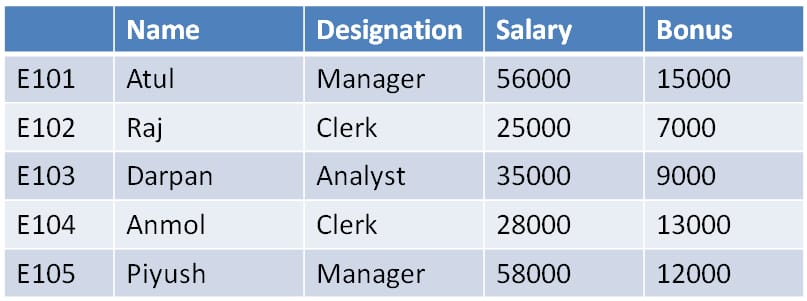 Name Designation Salary Bonus
E101 Atul Manager 56000 15000
E102 Raj Clerk 25000 7000
E103 Darpan Analyst 35000 9000
E104 Anmol Clerk 28000 13000
E105 Piyush Manager 58000 12000